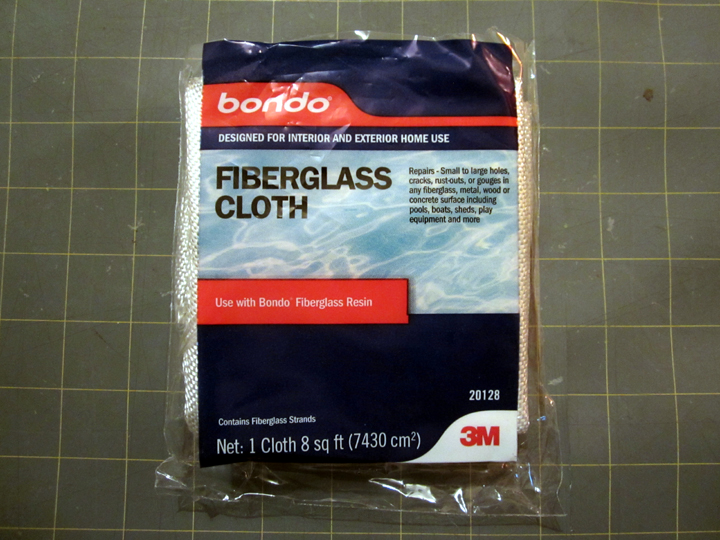 bondo®
DESIGNED FOR INTERIOR AND EXTERIOR HOME USE
FIBERGLASS
CLOTH
Repairs - Small to large holes,
cracks, rust-outs, or gouges in
any fiberglass, metal, wood or
concrete surface including
pools, boats, sheds, play
equipment and more
Use with Bondo® Fiberglass Resin
20128
Contains Fiberglass Strands
Net: 1 Cloth 8 sq ft (7430 cm²)
3M